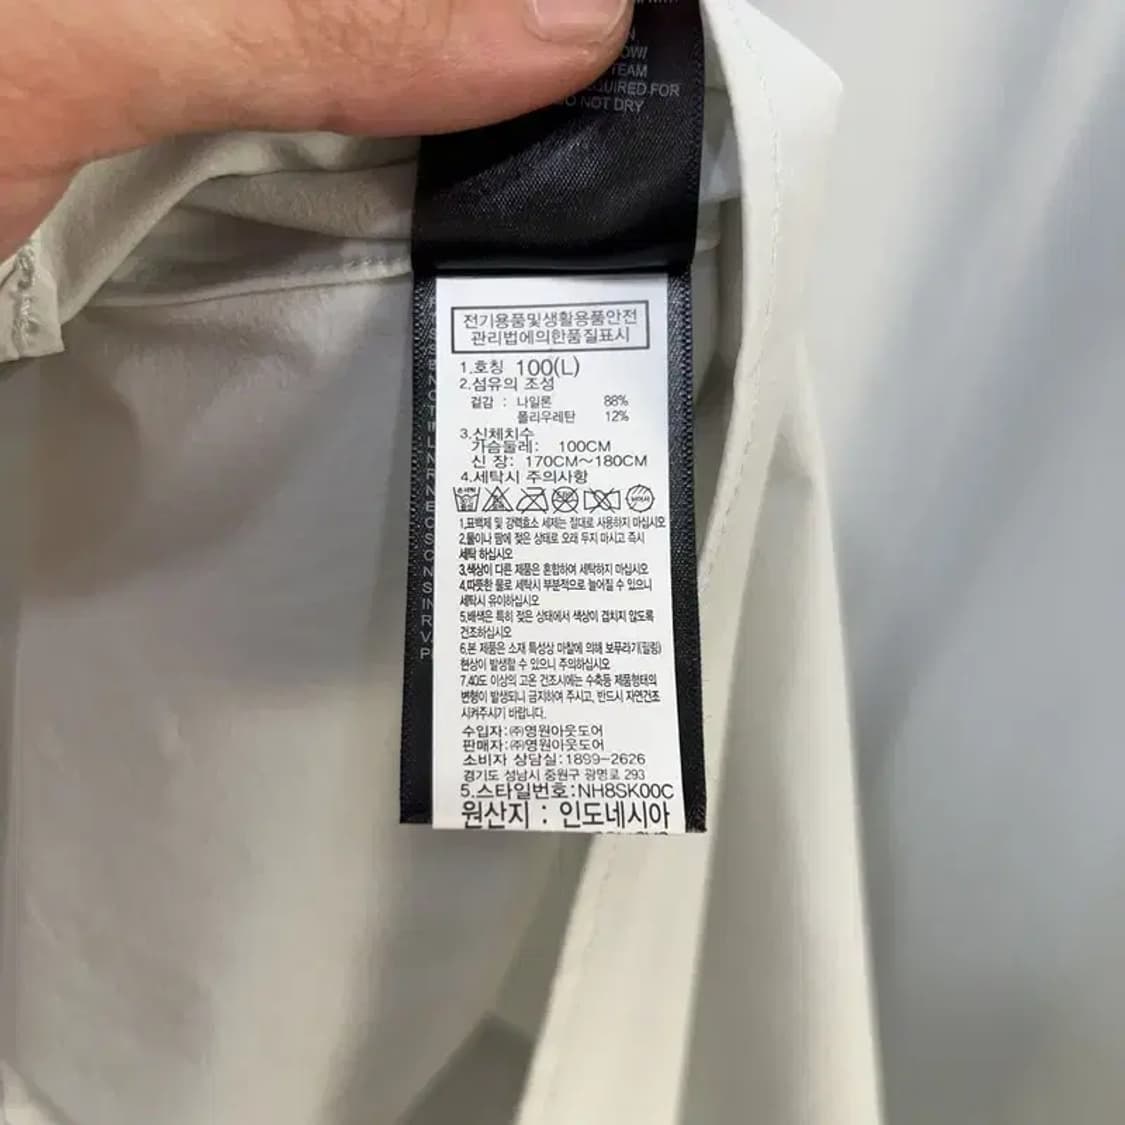 TEAM
REQUIRED FOR
DO NOT DRY
전기용품및생활용품안전
관리법에의한품질표시
1.호칭 100(L)
2.섬유의 조성
겉감 : 나일론 88%
폴리우레탄 12%
3.신체치수
가슴둘레: 100CM
신 장: 170CM~180CM
4.세탁시 주의사항
1.표백제 및 강력효소 세제는 절대로 사용하지 마십시오
2.물이나 땀에 젖은 상태로 오래 두지 마시고 즉시
세탁 하십시오
3.색상이 다른 제품은 혼합하여 세탁하지 마십시오
4.따뜻한 물로 세탁시 부분적으로 늘어질 수 있으니
세탁시 유이하십시오
5.배색은 특히 젖은 상태에서 색상이 겹치지 않도록
건조하십시오
6.본 제품은 소재 특성상 마찰에 의해 보푸라기(필링)
현상이 발생할 수 있으니 주의하십시오
7.40도 이상의 고온 건조시에는 수축등 제품형태의
변형이 발생되니 금지하여 주시고, 반드시 자연건조
시켜주시기 바랍니다.
수입자:㈜영원아웃도어
판매자:㈜영원아웃도어
소비자 상담실:1899-2626
경기도 성남시 중원구 광명로 293
5.스타일번호:NH8SK00C
원산지 : 인도네시아